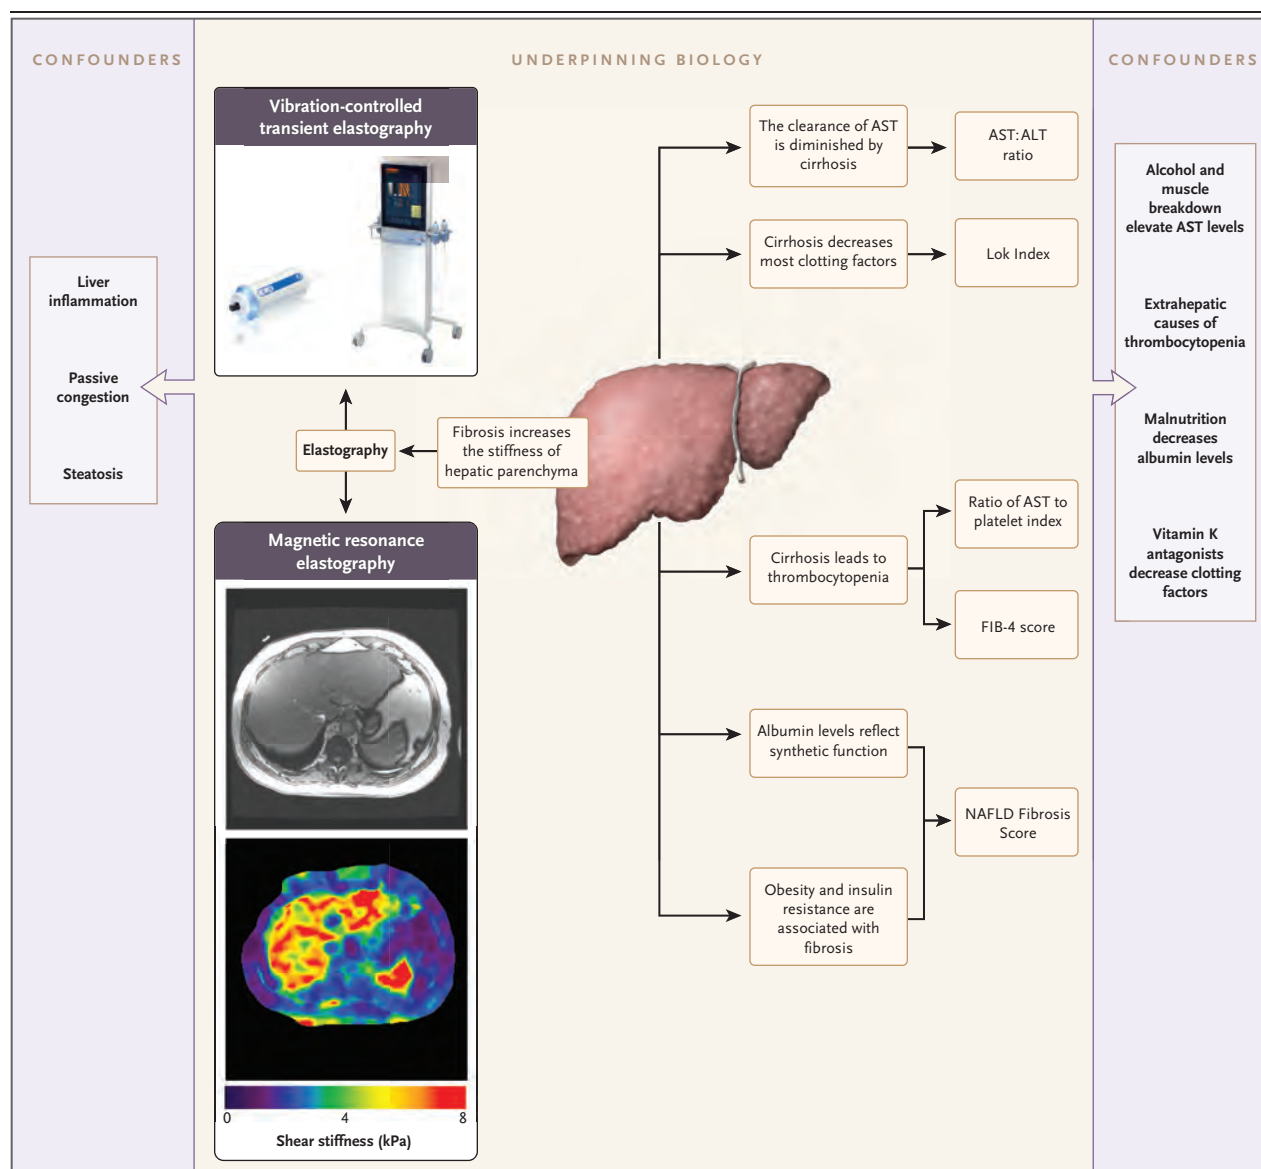 CONFOUNDERS
UNDERPINNING BIOLOGY
CONFOUNDERS
Vibration-controlled
transient elastography
Liver
inflammation
Passive
congestion
Steatosis
Elastography
Fibrosis increases
the stiffness of
hepatic parenchyma
Magnetic resonance
elastography
0
4
8
Shear stiffness (kPa)
The clearance of AST
is diminished by
cirrhosis
AST:ALT
ratio
Cirrhosis decreases
most clotting factors
Lok Index
Cirrhosis leads to
thrombocytopenia
Ratio of AST to
platelet index
FIB-4 score
Albumin levels reflect
synthetic function
Obesity and insulin
resistance are
associated with
fibrosis
NAFLD Fibrosis
Score
Alcohol and
muscle
breakdown
elevate AST levels
Extrahepatic
causes of
thrombocytopenia
Malnutrition
decreases
albumin levels
Vitamin K
antagonists
decrease clotting
factors